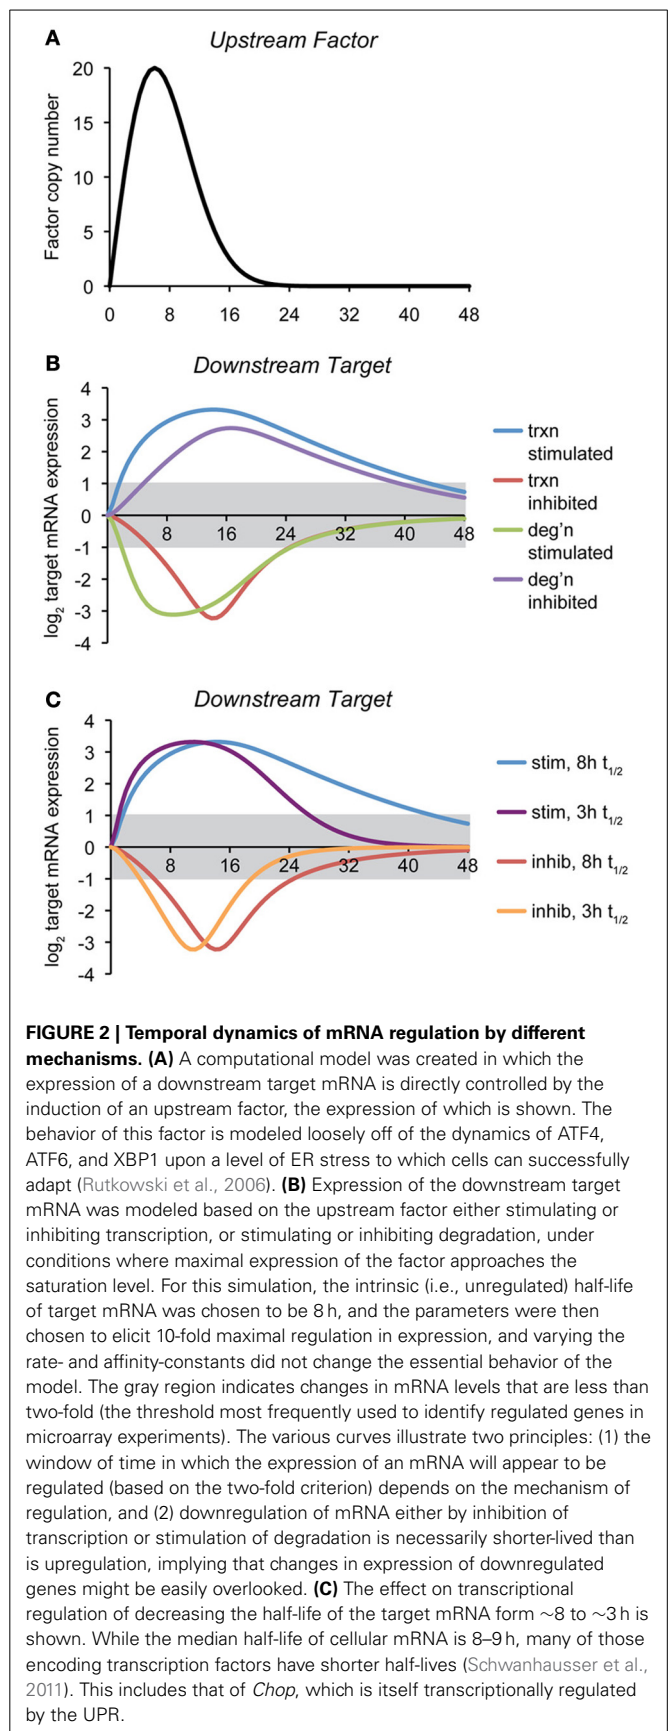 A
Upstream Factor
Factor copy number
20
15
10
5
0
0 8 16 24 32 40 48
B
Downstream Target
log2 target mRNA expression
4
3
2
1
0
-1
-2
-3
-4
8 16 24 32 40 48
trxn
stimulated
trxn
inhibited
deg'n
stimulated
deg'n
inhibited
C
Downstream Target
log2 target mRNA expression
4
3
2
1
0
-1
-2
-3
-4
8 16 24 32 40 48
stim, 8h t1/2
stim, 3h t1/2
inhib, 8h t1/2
inhib, 3h t1/2
FIGURE 2 | Temporal dynamics of mRNA regulation by different
mechanisms. (A) A computational model was created in which the
expression of a downstream target mRNA is directly controlled by the
induction of an upstream factor, the expression of which is shown. The
behavior of this factor is modeled loosely off of the dynamics of ATF4,
ATF6, and XBP1 upon a level of ER stress to which cells can successfully
adapt (Rutkowski et al., 2006). (B) Expression of the downstream target
mRNA was modeled based on the upstream factor either stimulating or
inhibiting transcription, or stimulating or inhibiting degradation, under
conditions where maximal expression of the factor approaches the
saturation level. For this simulation, the intrinsic (i.e., unregulated) half-life
of target mRNA was chosen to be 8 h, and the parameters were then
chosen to elicit 10-fold maximal regulation in expression, and varying the
rate- and affinity-constants did not change the essential behavior of the
model. The gray region indicates changes in mRNA levels that are less than
two-fold (the threshold most frequently used to identify regulated genes in
microarray experiments). The various curves illustrate two principles: (1) the
window of time in which the expression of an mRNA will appear to be
regulated (based on the two-fold criterion) depends on the mechanism of
regulation, and (2) downregulation of mRNA either by inhibition of
transcription or stimulation of degradation is necessarily shorter-lived than
is upregulation, implying that changes in expression of downregulated
genes might be easily overlooked. (C) The effect on transcriptional
regulation of decreasing the half-life of the target mRNA form ∼8 to ∼3 h is
shown. While the median half-life of cellular mRNA is 8–9 h, many of those
encoding transcription factors have shorter half-lives (Schwanhausser et al.,
2011). This includes that of Chop, which is itself transcriptionally regulated
by the UPR.